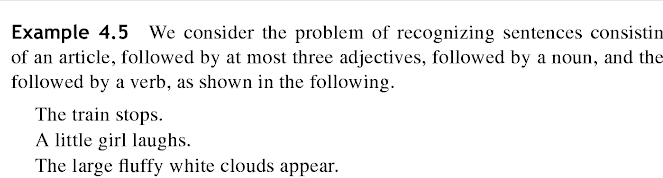 Example 4.5 We consider the problem of recognizing sentences consistin
of an article, followed by at most three adjectives, followed by a noun, and the
followed by a verb, as shown in the following.
The train stops.
A little girl laughs.
The large fluffy white clouds appear.